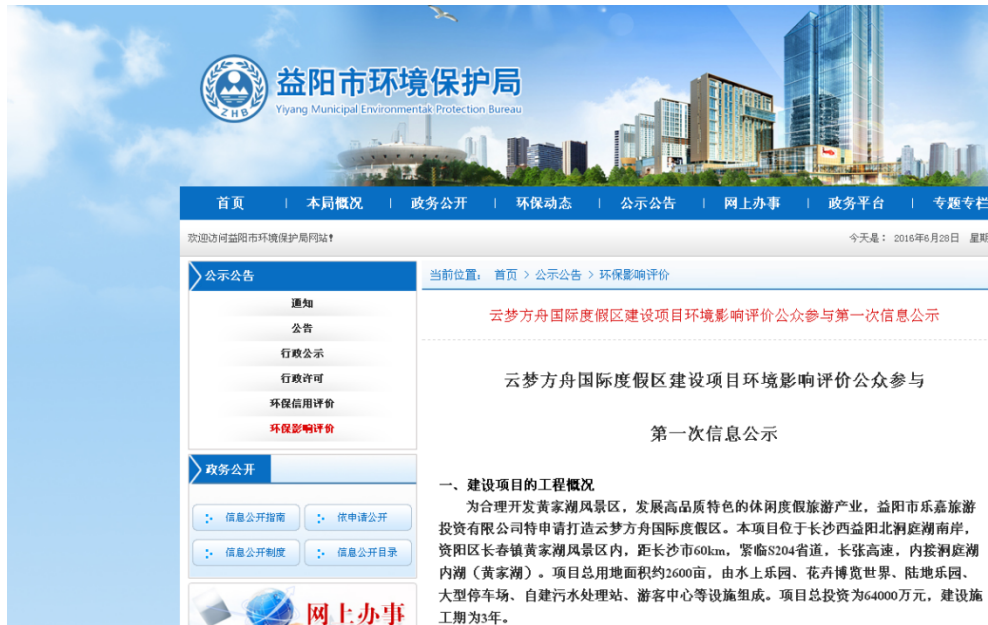 益阳市环境保护局
Yiyang Municipal Environmentak Protection Bureau
ZHB
首页
本局概况
政务公开
环保动态
公示公告
网上办事
政务平台
专题专栏
欢迎访问益阳市环境保护局网站!
今天是： 2016年6月28日 星期
公示公告
通知
公告
行政公示
行政许可
环保信用评价
环保影响评价
政务公开
信息公开指南
依申请公开
信息公开制度
信息公开目录
网上办事
当前位置： 首页 > 公示公告 > 环保影响评价
云梦方舟国际度假区建设项目环境影响评价公众参与第一次信息公示
云梦方舟国际度假区建设项目环境影响评价公众参与
第一次信息公示
一、建设项目的工程概况
为合理开发黄家湖风景区，发展高品质特色的休闲度假旅游产业，益阳市乐嘉旅游
投资有限公司特申请打造云梦方舟国际度假区。本项目位于长沙西益阳北洞庭湖南岸，
资阳区长春镇黄家湖风景区内，距长沙市60km，紧临S204省道，长张高速，内接洞庭湖
内湖（黄家湖）。项目总用地面积约2600亩，由水上乐园、花卉博览世界、陆地乐园、
大型停车场、自建污水处理站、游客中心等设施组成。项目总投资为64000万元，建设施
工期为3年。